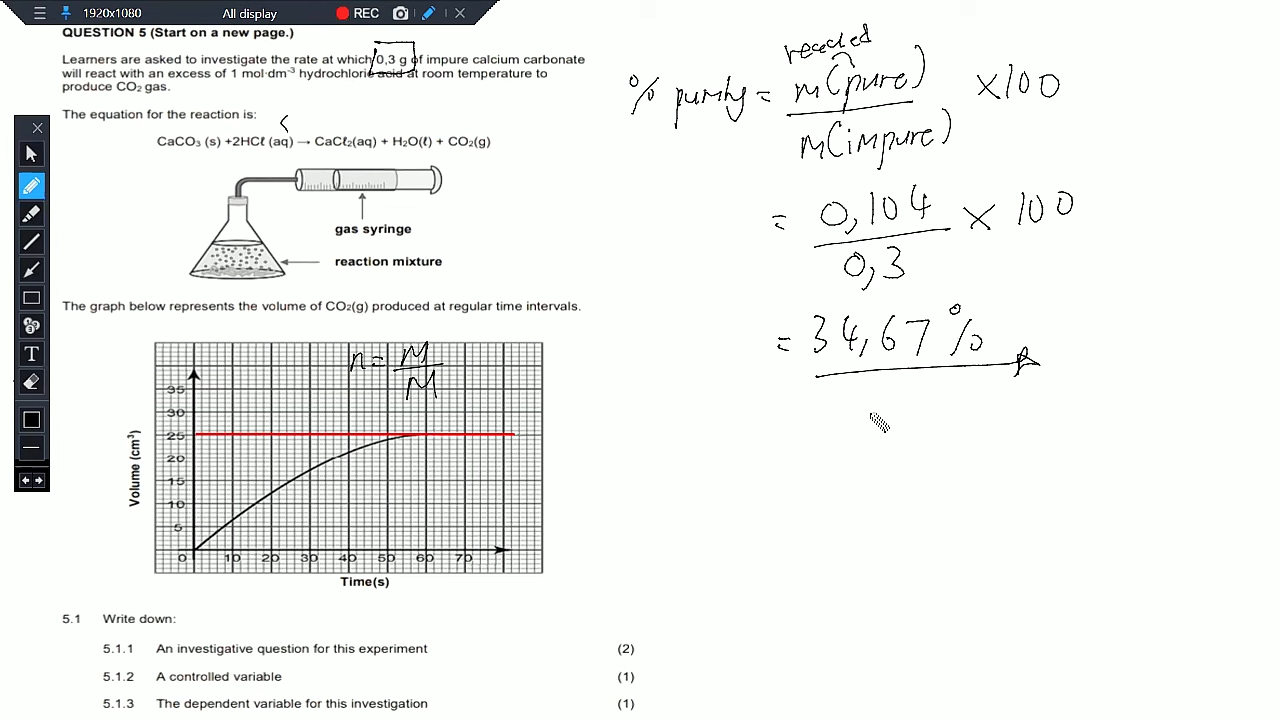 1920x1080 All display REC
QUESTION 5 (Start on a new page.)
Learners are asked to investigate the rate at which 0,3 g of impure calcium carbonate
will react with an excess of 1 mol·dm⁻³ hydrochloric acid at room temperature to
produce CO₂ gas.
The equation for the reaction is:
CaCO₃ (s) +2HCℓ (aq) → CaCℓ₂(aq) + H₂O(ℓ) + CO₂(g)
gas syringe
reaction mixture
The graph below represents the volume of CO₂(g) produced at regular time intervals.
n = m
M
35
30
25
20
15
10
5
0 10 20 30 40 50 60 70
Volume (cm³)
Time(s)
5.1 Write down:
5.1.1 An investigative question for this experiment (2)
5.1.2 A controlled variable (1)
5.1.3 The dependent variable for this investigation (1)
reacted
% purity = m(pure) × 100
m(impure)
= 0,104 × 100
0,3
= 34,67 %
T